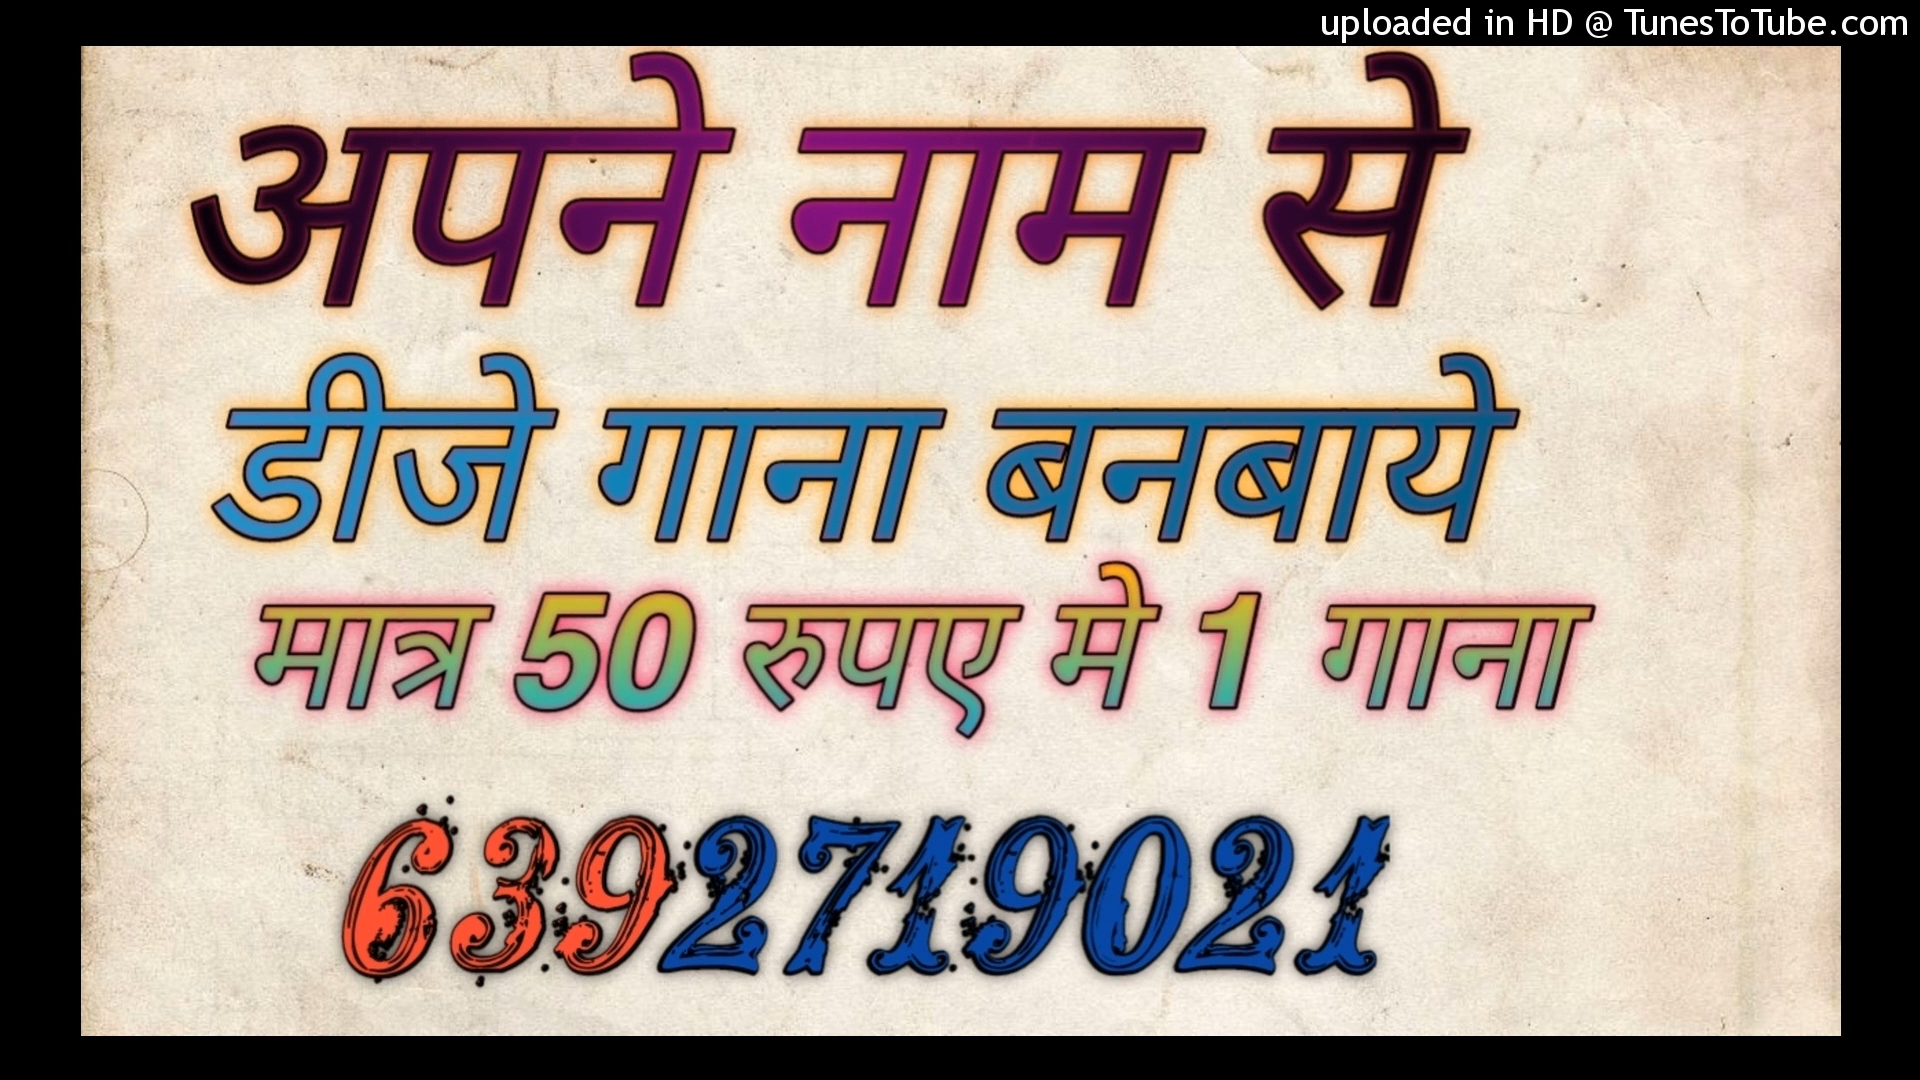 uploaded in HD @ TunesToTube.com
अपने नाम से
डीजे गाना बनबाये
मात्र 50 रुपए मे 1 गाना
6392719021